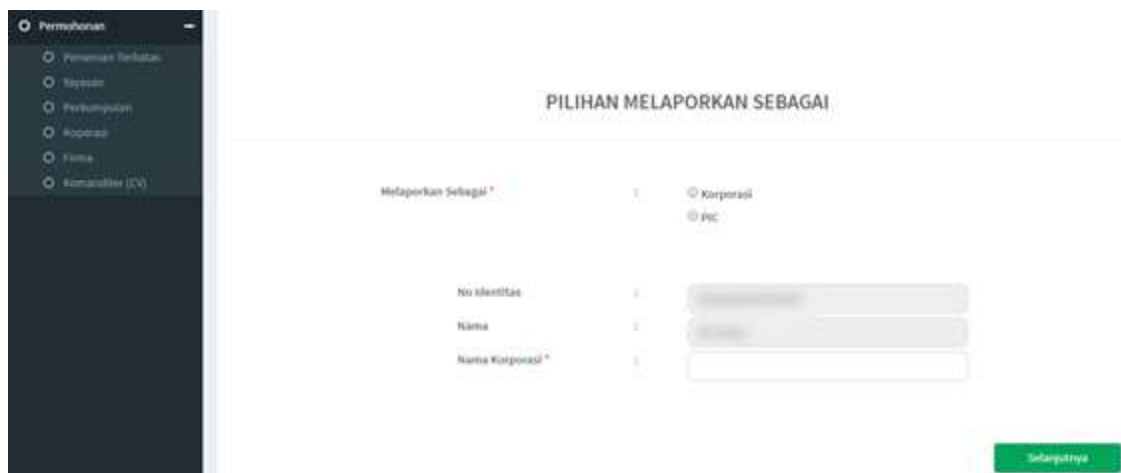 Permohonan
Perseroan Terbatas
Yayasan
Perkumpulan
Koperasi
Firma
Komanditer (CV)
PILIHAN MELAPORKAN SEBAGAI
Melaporkan Sebagai * :
Korporasi
PIC
No Identitas :
Nama :
Nama Korporasi * :
Selanjutnya